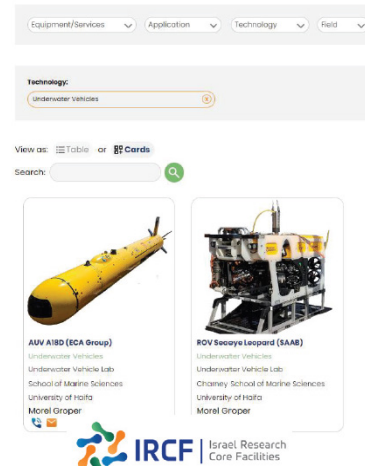 Equipment/Services Application Technology Field
Technology:
Underwater Vehicles
View as: Table or Cards
Search:
AUV A18D (ECA Group)
Underwater Vehicles
Underwater Vehicle Lab
School of Marine Sciences
University of Haifa
Morel Groper
ROV Seaeye Leopard (SAAB)
Underwater Vehicles
Underwater Vehicle Lab
Charney School of Marine Sciences
University of Haifa
Morel Groper
IRCF | Israel Research
Core Facilities